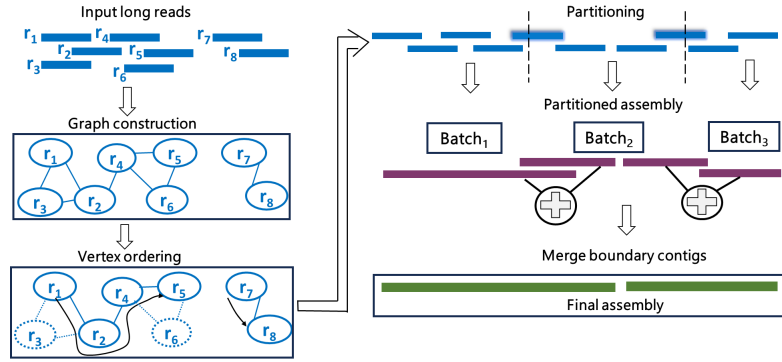 Input long reads
r1 r4 r7
r2 r5 r8
r3 r6
Graph construction
r1 r4 r5 r7
r3 r2 r6 r8
Vertex ordering
r1 r4 r5 r7
r3 r2 r6 r8
Partitioning
Partitioned assembly
Batch1 Batch2 Batch3
Merge boundary contigs
Final assembly